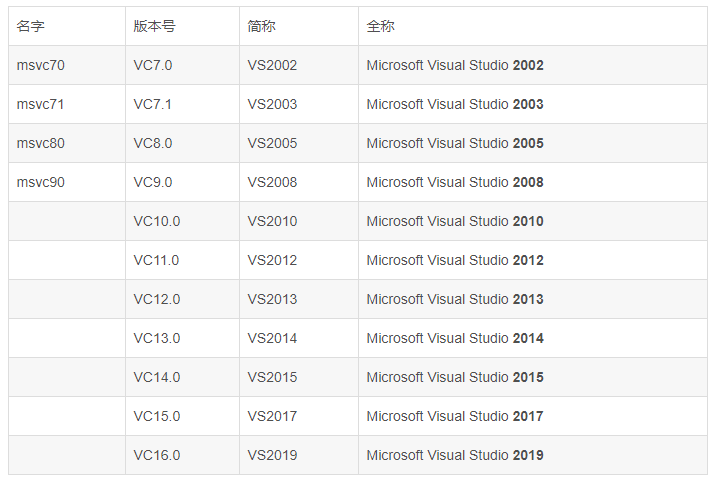 名字 版本号 简称 全称
msvc70 VC7.0 VS2002 Microsoft Visual Studio 2002
msvc71 VC7.1 VS2003 Microsoft Visual Studio 2003
msvc80 VC8.0 VS2005 Microsoft Visual Studio 2005
msvc90 VC9.0 VS2008 Microsoft Visual Studio 2008
VC10.0 VS2010 Microsoft Visual Studio 2010
VC11.0 VS2012 Microsoft Visual Studio 2012
VC12.0 VS2013 Microsoft Visual Studio 2013
VC13.0 VS2014 Microsoft Visual Studio 2014
VC14.0 VS2015 Microsoft Visual Studio 2015
VC15.0 VS2017 Microsoft Visual Studio 2017
VC16.0 VS2019 Microsoft Visual Studio 2019